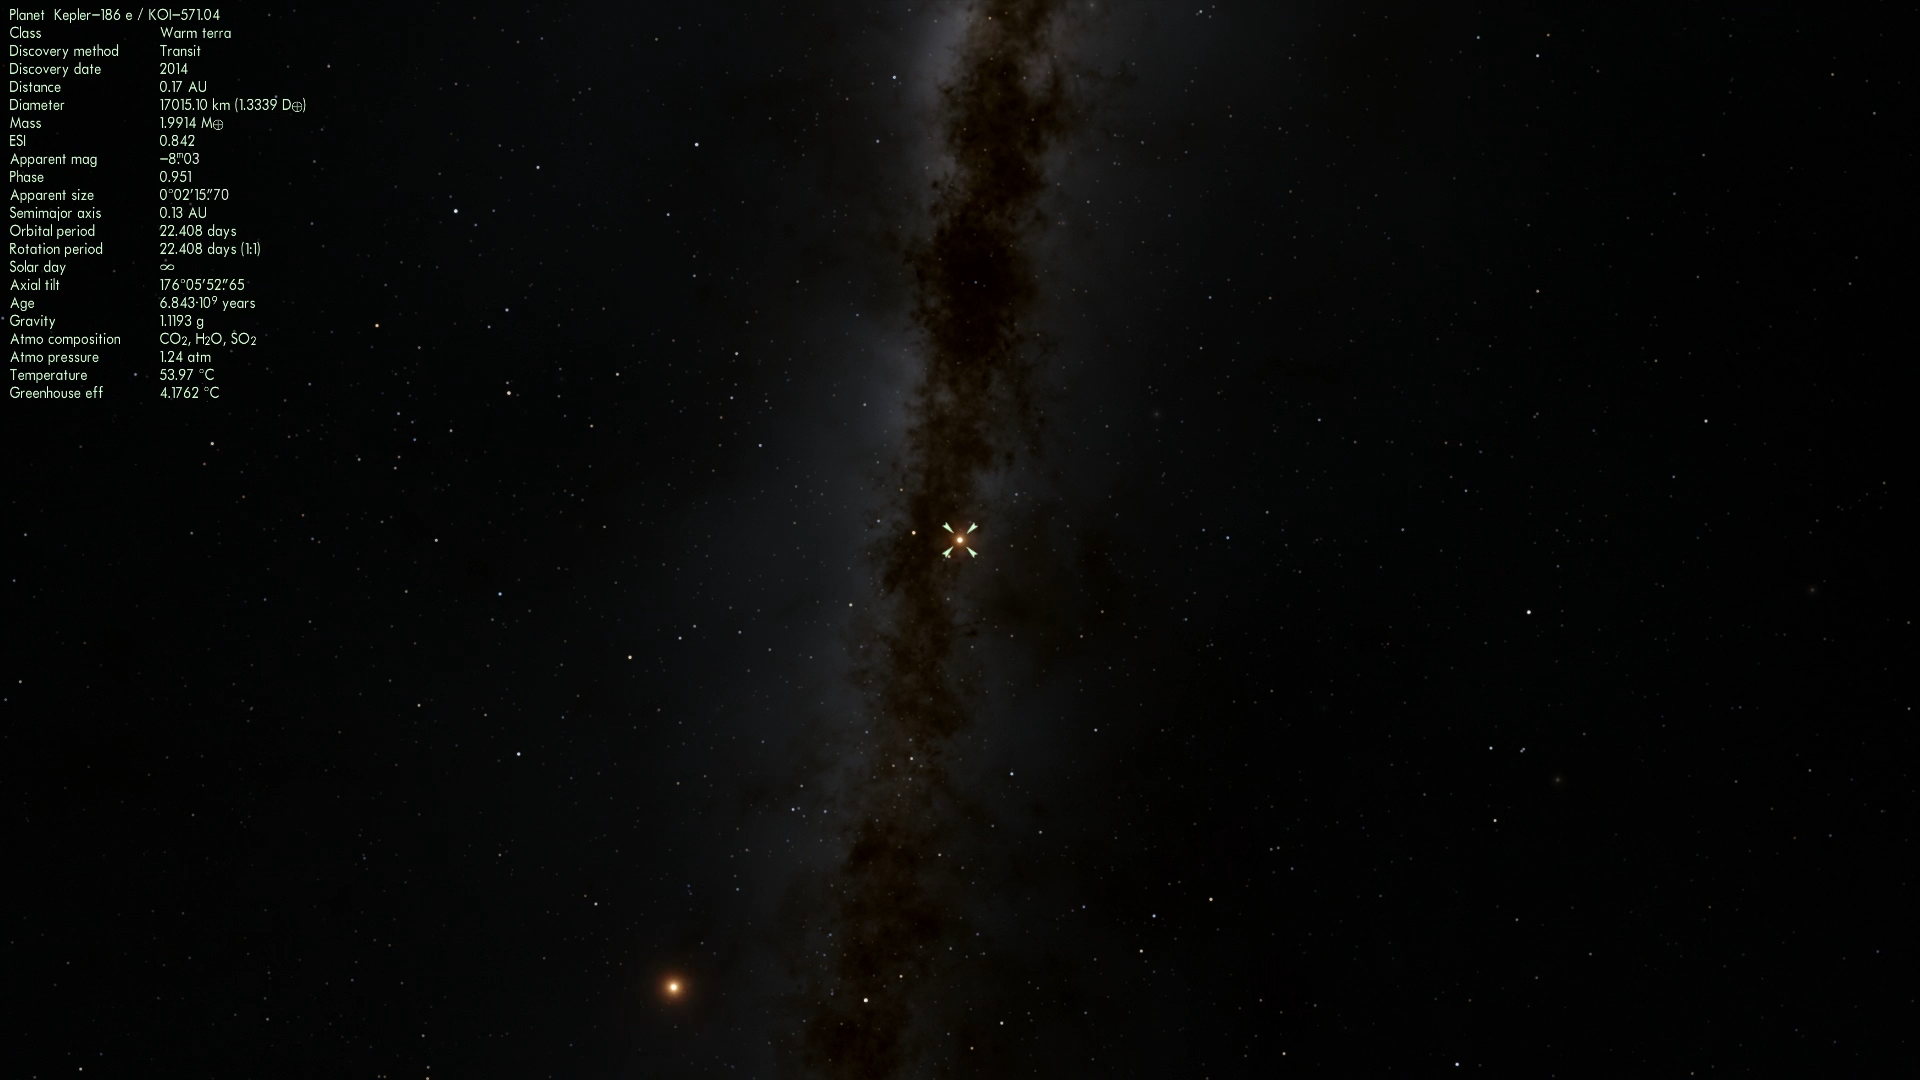 Planet Kepler-186 e / KOI-571.04
Class Warm terra
Discovery method Transit
Discovery date 2014
Distance 0.17 AU
Diameter 17015.10 km (1.3339 D⊕)
Mass 1.9914 M⊕
ESI 0.842
Apparent mag -8ᵐ03
Phase 0.951
Apparent size 0°02'15."70
Semimajor axis 0.13 AU
Orbital period 22.408 days
Rotation period 22.408 days (1:1)
Solar day ∞
Axial tilt 176°05'52."65
Age 6.843·10⁹ years
Gravity 1.1193 g
Atmo composition CO₂, H₂O, SO₂
Atmo pressure 1.24 atm
Temperature 53.97 °C
Greenhouse eff 4.1762 °C